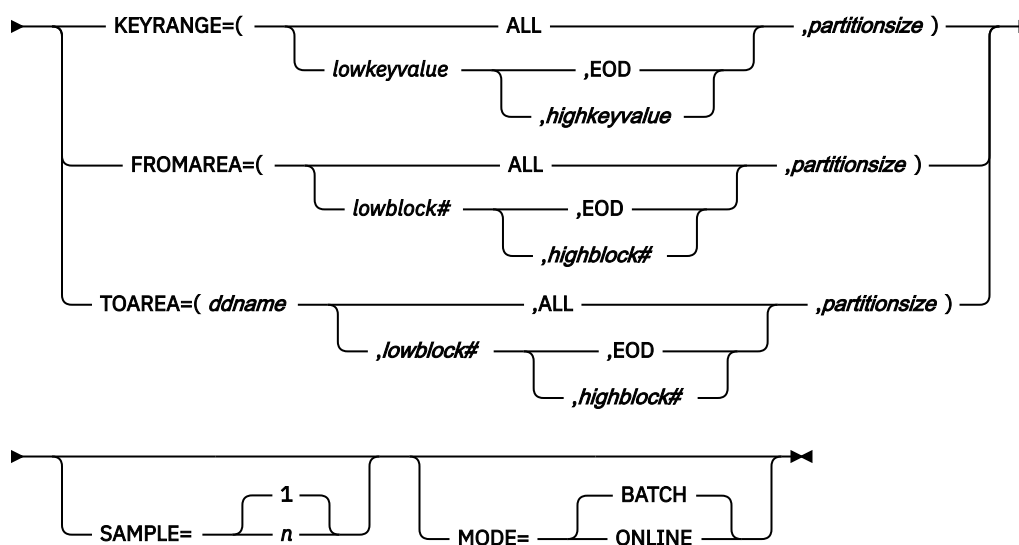 KEYRANGE=( ALL ,partitionsize )
lowkeyvalue ,EOD
,highkeyvalue
FROMAREA=( ALL ,partitionsize )
lowblock# ,EOD
,highblock#
TOAREA=( ddname ,ALL ,partitionsize )
,lowblock# ,EOD
,highblock#
1 BATCH
SAMPLE= n MODE= ONLINE